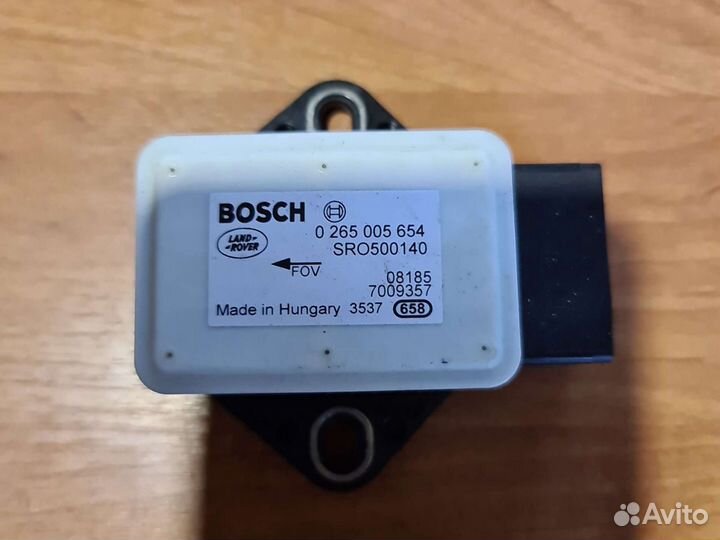 BOSCH
0 265 005 654
LAND-
-ROVER
SRO500140
FOV
08185
7009357
Made in Hungary 3537 658
Avito